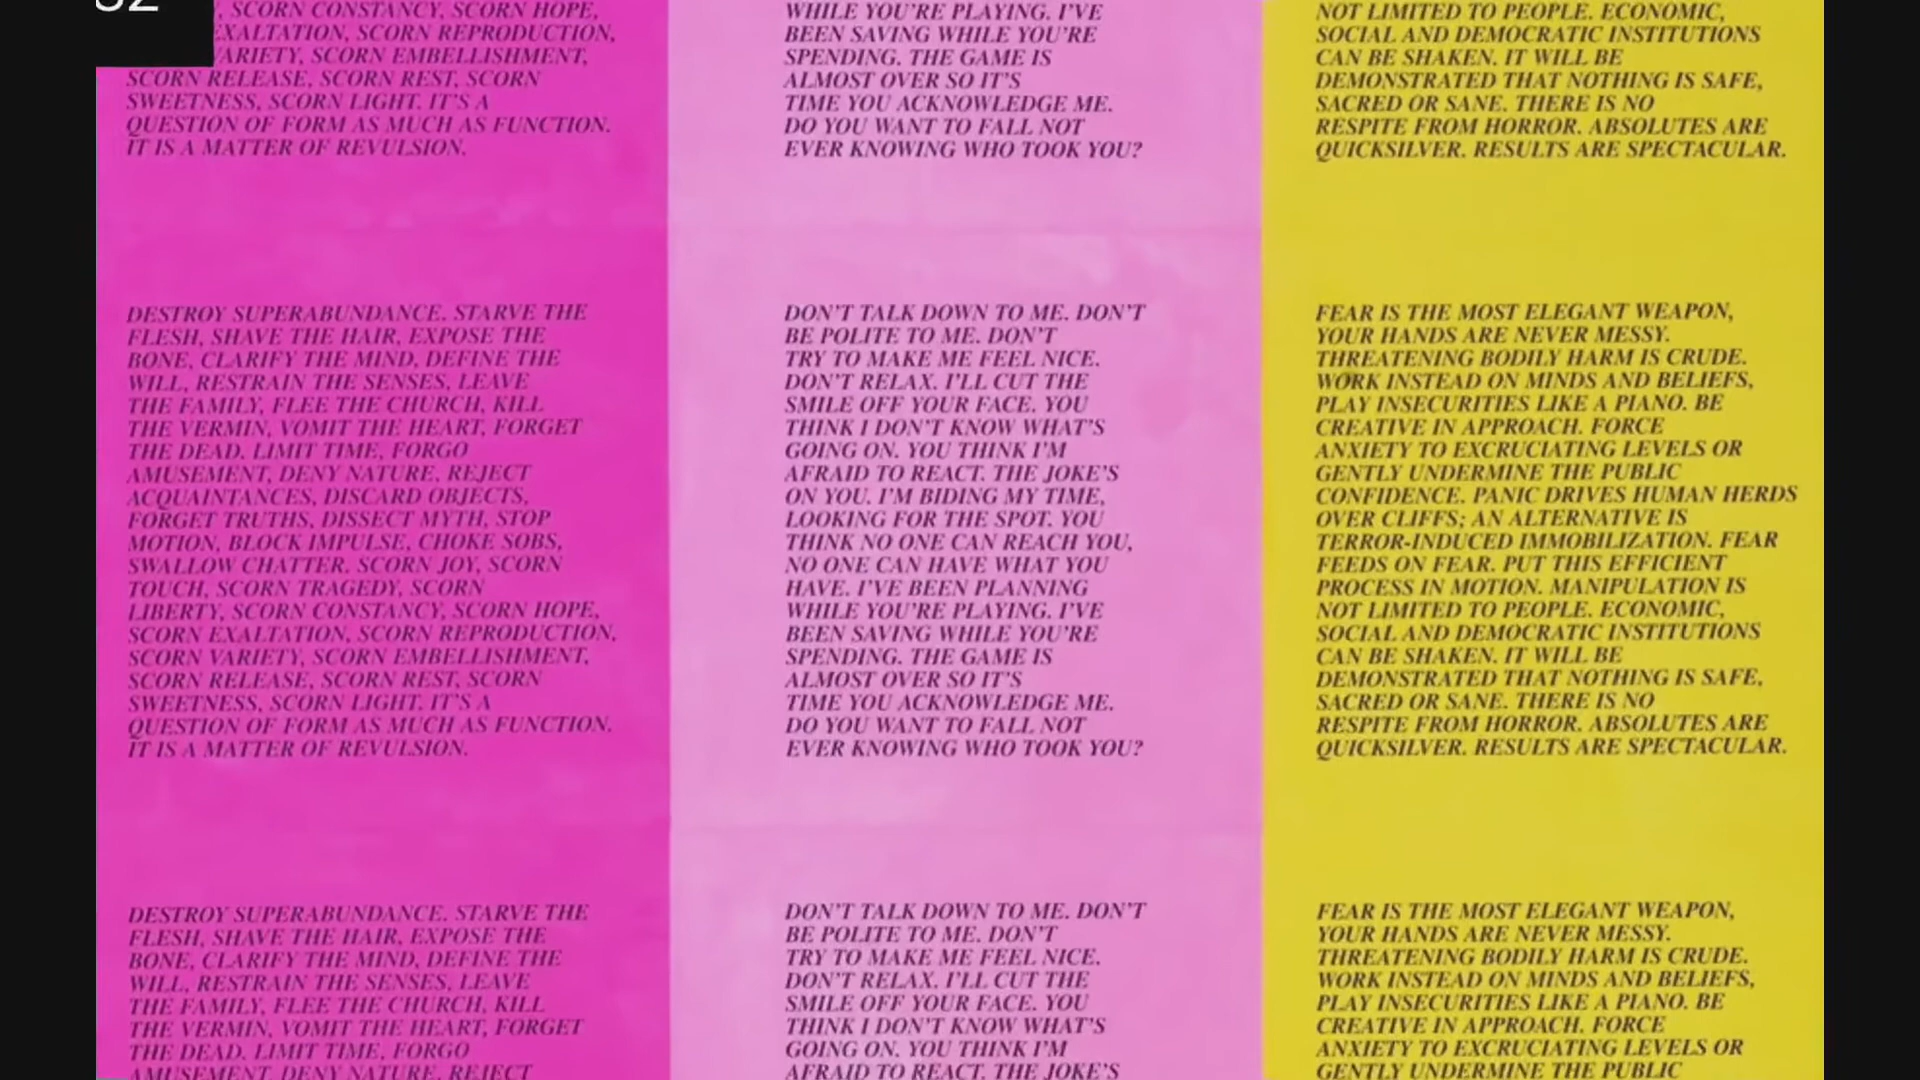 , SCORN CONSTANCY, SCORN HOPE,
EXALTATION, SCORN REPRODUCTION,
VARIETY, SCORN EMBELLISHMENT,
SCORN RELEASE, SCORN REST, SCORN
SWEETNESS, SCORN LIGHT. IT'S A
QUESTION OF FORM AS MUCH AS FUNCTION.
IT IS A MATTER OF REVULSION.
DESTROY SUPERABUNDANCE. STARVE THE
FLESH, SHAVE THE HAIR, EXPOSE THE
BONE, CLARIFY THE MIND, DEFINE THE
WILL, RESTRAIN THE SENSES, LEAVE
THE FAMILY, FLEE THE CHURCH, KILL
THE VERMIN, VOMIT THE HEART, FORGET
THE DEAD. LIMIT TIME, FORGO
AMUSEMENT, DENY NATURE, REJECT
ACQUAINTANCES, DISCARD OBJECTS,
FORGET TRUTHS, DISSECT MYTH, STOP
MOTION, BLOCK IMPULSE, CHOKE SOBS,
SWALLOW CHATTER. SCORN JOY, SCORN
TOUCH, SCORN TRAGEDY, SCORN
LIBERTY, SCORN CONSTANCY, SCORN HOPE,
SCORN EXALTATION, SCORN REPRODUCTION,
SCORN VARIETY, SCORN EMBELLISHMENT,
SCORN RELEASE, SCORN REST, SCORN
SWEETNESS, SCORN LIGHT. IT'S A
QUESTION OF FORM AS MUCH AS FUNCTION.
IT IS A MATTER OF REVULSION.
DESTROY SUPERABUNDANCE. STARVE THE
FLESH, SHAVE THE HAIR, EXPOSE THE
BONE, CLARIFY THE MIND, DEFINE THE
WILL, RESTRAIN THE SENSES, LEAVE
THE FAMILY, FLEE THE CHURCH, KILL
THE VERMIN, VOMIT THE HEART, FORGET
THE DEAD. LIMIT TIME, FORGO
AMUSEMENT, DENY NATURE, REJECT
WHILE YOU'RE PLAYING. I'VE
BEEN SAVING WHILE YOU'RE
SPENDING. THE GAME IS
ALMOST OVER SO IT'S
TIME YOU ACKNOWLEDGE ME.
DO YOU WANT TO FALL NOT
EVER KNOWING WHO TOOK YOU?
DON'T TALK DOWN TO ME. DON'T
BE POLITE TO ME. DON'T
TRY TO MAKE ME FEEL NICE.
DON'T RELAX. I'LL CUT THE
SMILE OFF YOUR FACE. YOU
THINK I DON'T KNOW WHAT'S
GOING ON. YOU THINK I'M
AFRAID TO REACT. THE JOKE'S
ON YOU. I'M BIDING MY TIME,
LOOKING FOR THE SPOT. YOU
THINK NO ONE CAN REACH YOU,
NO ONE CAN HAVE WHAT YOU
HAVE. I'VE BEEN PLANNING
WHILE YOU'RE PLAYING. I'VE
BEEN SAVING WHILE YOU'RE
SPENDING. THE GAME IS
ALMOST OVER SO IT'S
TIME YOU ACKNOWLEDGE ME.
DO YOU WANT TO FALL NOT
EVER KNOWING WHO TOOK YOU?
DON'T TALK DOWN TO ME. DON'T
BE POLITE TO ME. DON'T
TRY TO MAKE ME FEEL NICE.
DON'T RELAX. I'LL CUT THE
SMILE OFF YOUR FACE. YOU
THINK I DON'T KNOW WHAT'S
GOING ON. YOU THINK I'M
AFRAID TO REACT. THE JOKE'S
NOT LIMITED TO PEOPLE. ECONOMIC,
SOCIAL AND DEMOCRATIC INSTITUTIONS
CAN BE SHAKEN. IT WILL BE
DEMONSTRATED THAT NOTHING IS SAFE,
SACRED OR SANE. THERE IS NO
RESPITE FROM HORROR. ABSOLUTES ARE
QUICKSILVER. RESULTS ARE SPECTACULAR.
FEAR IS THE MOST ELEGANT WEAPON,
YOUR HANDS ARE NEVER MESSY.
THREATENING BODILY HARM IS CRUDE.
WORK INSTEAD ON MINDS AND BELIEFS,
PLAY INSECURITIES LIKE A PIANO. BE
CREATIVE IN APPROACH. FORCE
ANXIETY TO EXCRUCIATING LEVELS OR
GENTLY UNDERMINE THE PUBLIC
CONFIDENCE. PANIC DRIVES HUMAN HERDS
OVER CLIFFS; AN ALTERNATIVE IS
TERROR-INDUCED IMMOBILIZATION. FEAR
FEEDS ON FEAR. PUT THIS EFFICIENT
PROCESS IN MOTION. MANIPULATION IS
NOT LIMITED TO PEOPLE. ECONOMIC,
SOCIAL AND DEMOCRATIC INSTITUTIONS
CAN BE SHAKEN. IT WILL BE
DEMONSTRATED THAT NOTHING IS SAFE,
SACRED OR SANE. THERE IS NO
RESPITE FROM HORROR. ABSOLUTES ARE
QUICKSILVER. RESULTS ARE SPECTACULAR.
FEAR IS THE MOST ELEGANT WEAPON,
YOUR HANDS ARE NEVER MESSY.
THREATENING BODILY HARM IS CRUDE.
WORK INSTEAD ON MINDS AND BELIEFS,
PLAY INSECURITIES LIKE A PIANO. BE
CREATIVE IN APPROACH. FORCE
ANXIETY TO EXCRUCIATING LEVELS OR
GENTLY UNDERMINE THE PUBLIC